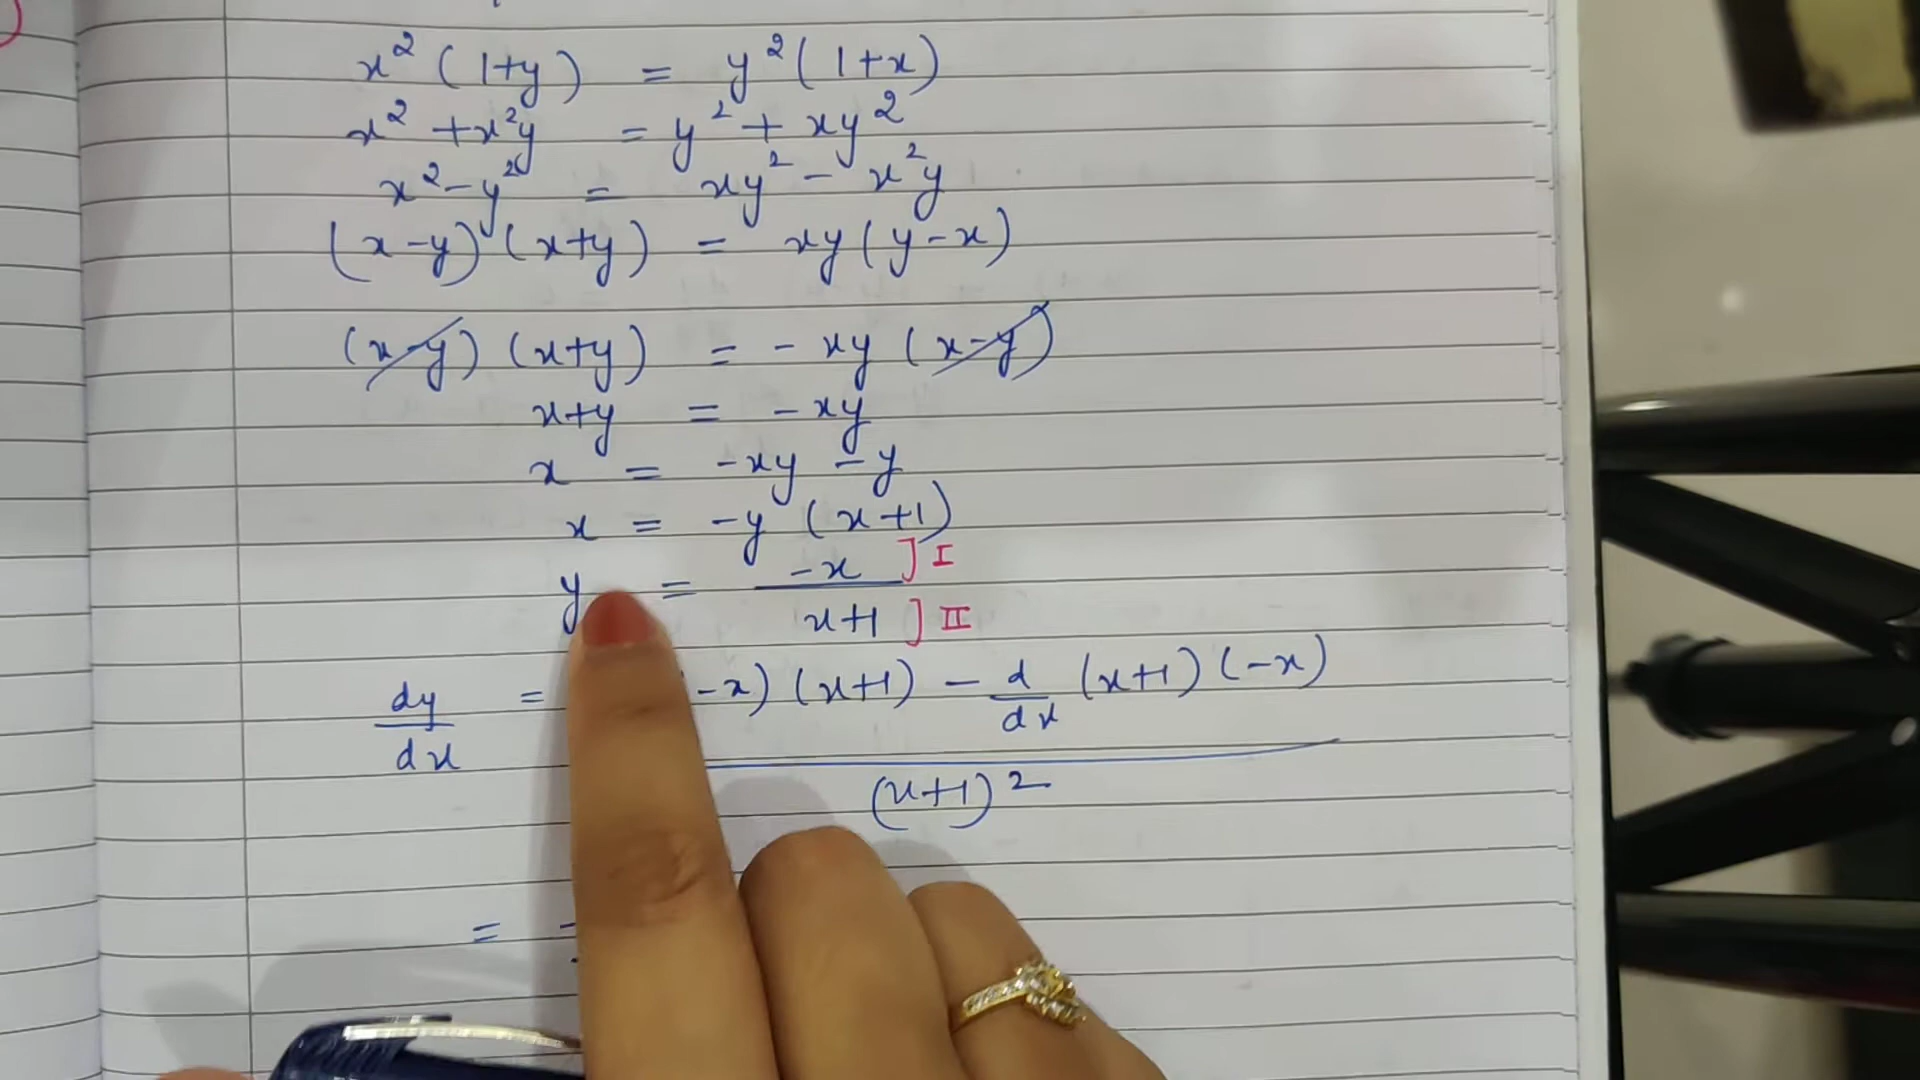 x² (1+y) = y² (1+x)
x² + x²y = y² + xy²
x² - y² = xy² - x²y
(x-y) (x+y) = xy (y-x)
(x-y) (x+y) = - xy (x-y)
x+y = - xy
x = -xy - y
x = -y (x+1)
y = -x / x+1 ] I ] II
dy/dx = -x) (x+1) - d/dx (x+1) (-x) / (x+1)²
=